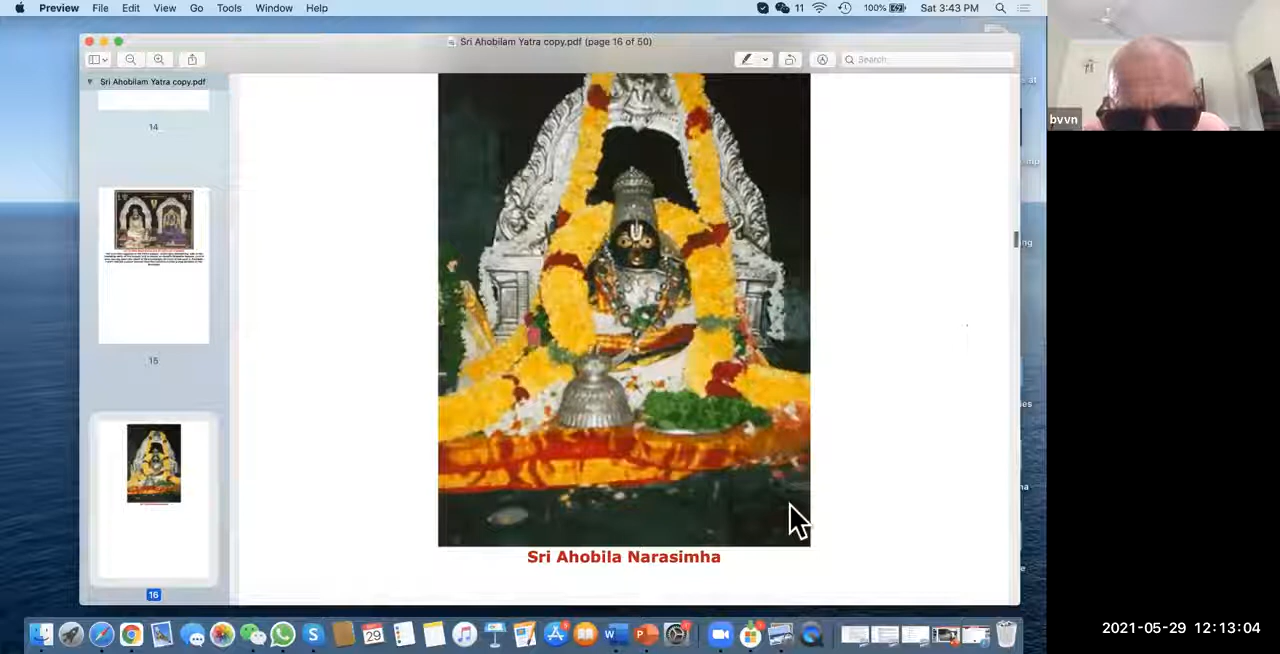 Preview File Edit View Go Tools Window Help
11 100% Sat 3:43 PM
Sri Ahobilam Yatra copy.pdf (page 16 of 50)
Search
Sri Ahobilam Yatra copy.pdf
14
15
16
Sri Ahobila Narasimha
bvvn
29
2021-05-29 12:13:04